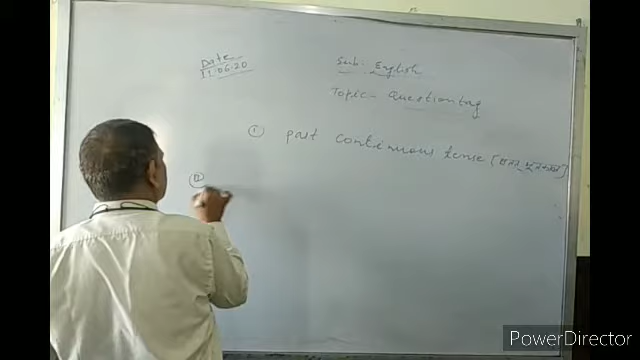 Date
11.06.20
Sub- English
Topic- Question tag
① past continuous tense [
②
PowerDirector